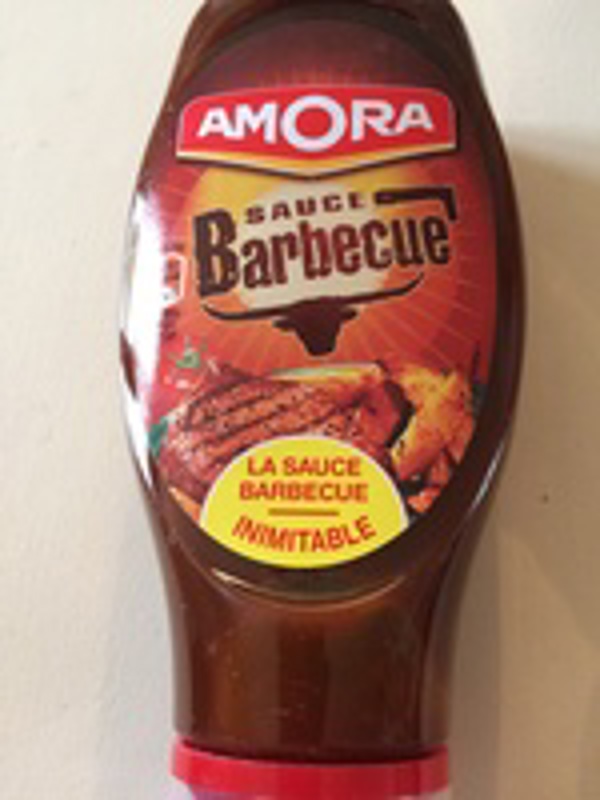 AMORA
SAUCE
Barbecue
LA SAUCE
BARBECUE
INIMITABLE